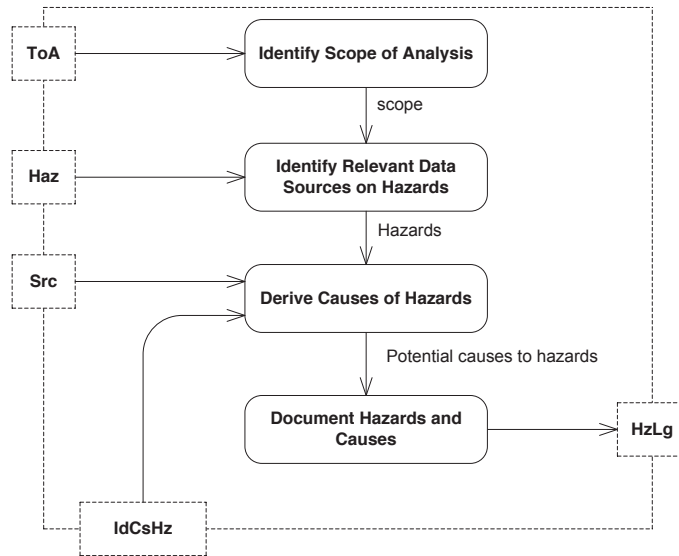 ToA
Identify Scope of Analysis
scope
Haz
Identify Relevant Data
Sources on Hazards
Hazards
Src
Derive Causes of Hazards
Potential causes to hazards
Document Hazards and
Causes
HzLg
IdCsHz